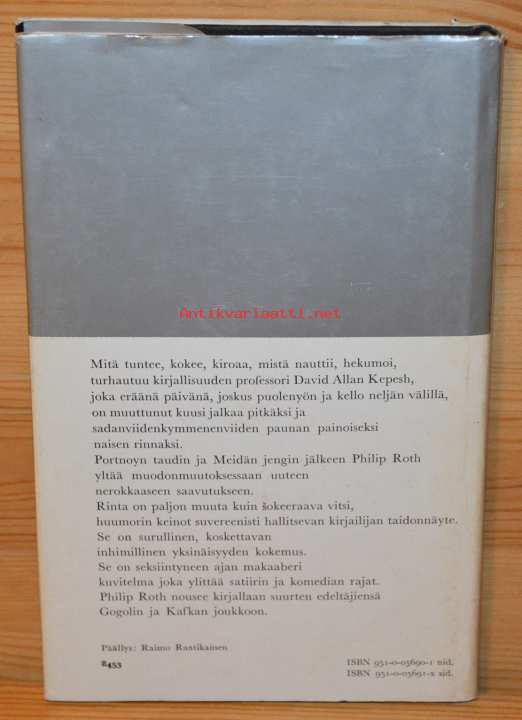 Antikvariaatti.net
Mitä tuntee, kokee, kiroaa, mistä nauttii, hekumoi,
turhautuu kirjallisuuden professori David Allan Kepesh,
joka eräänä päivänä, joskus puolenyön ja kello neljän välillä,
on muuttunut kuusi jalkaa pitkäksi ja
sadanviidenkymmenenviiden paunan painoiseksi
naisen rinnaksi.
Portnoyn taudin ja Meidän jengin jälkeen Philip Roth
yltää muodonmuutoksessaan uuteen
nerokkaaseen saavutukseen.
Rinta on paljon muuta kuin šokeeraava vitsi,
huumorin keinot suvereenisti hallitsevan kirjailijan taidonnäyte.
Se on surullinen, koskettavan
inhimillinen yksinäisyyden kokemus.
Se on seksiintyneen ajan makaaberi
kuvitelma joka ylittää satiirin ja komedian rajat.
Philip Roth nousee kirjallaan suurten edeltäjiensä
Gogolin ja Kafkan joukkoon.
Päällys: Raimo Raatikainen
8453
ISBN 951-0-05690-1 nid.
ISBN 951-0-05691-x sid.